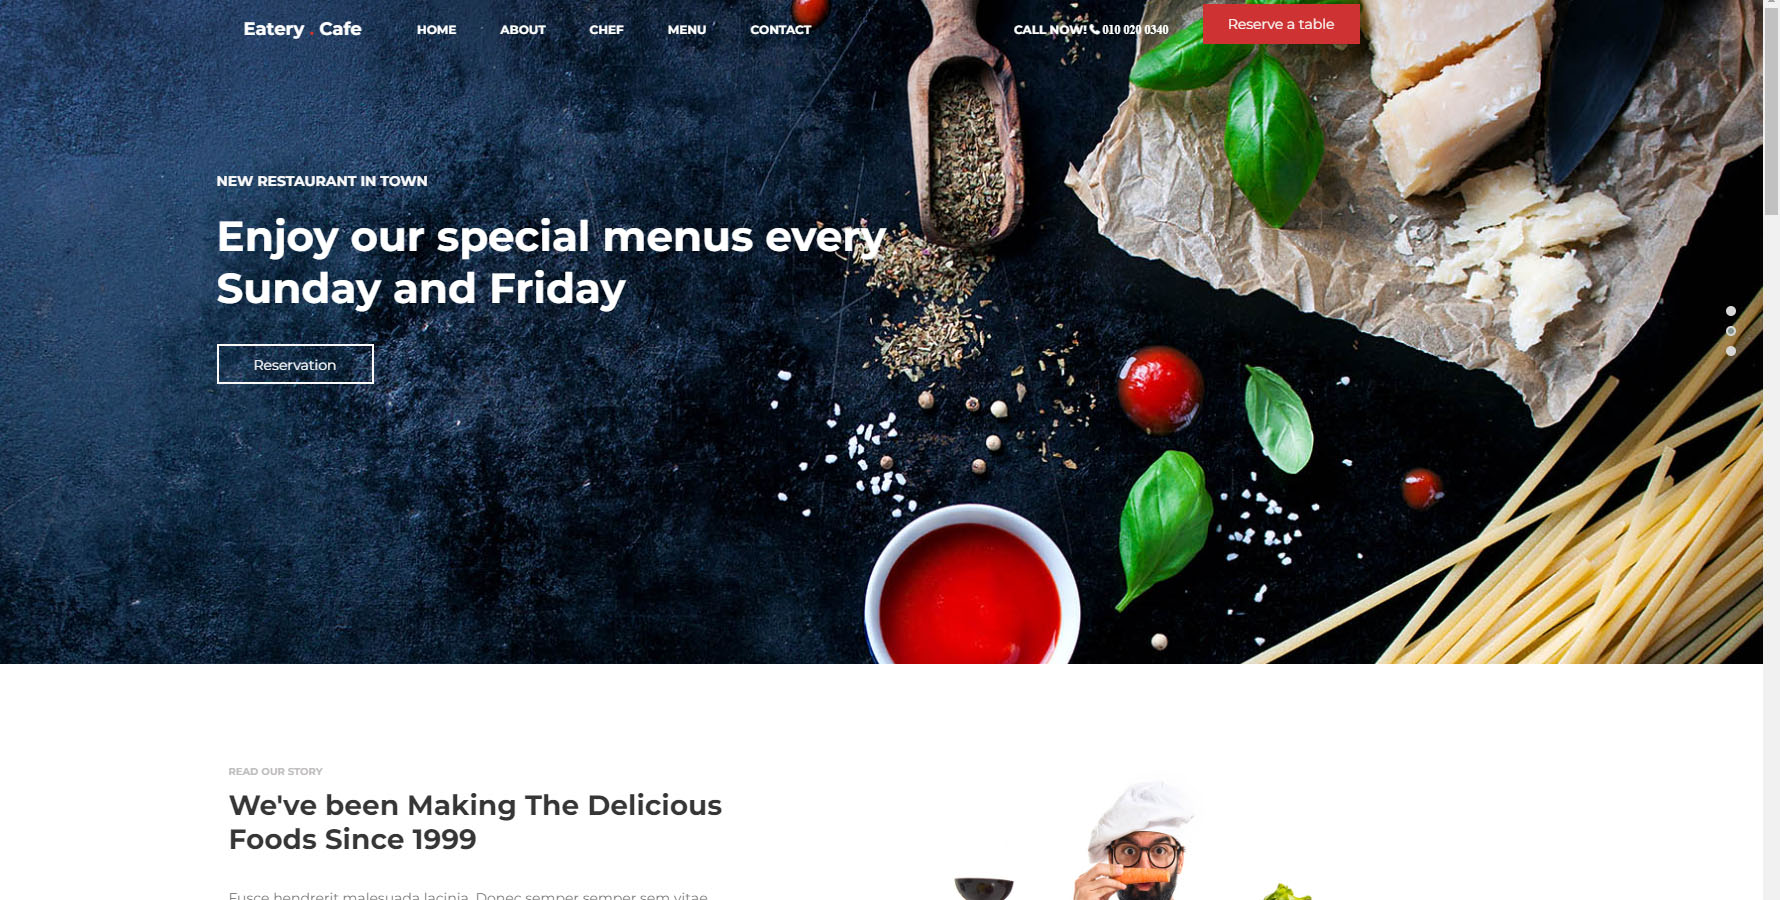 Eatery . Cafe
HOME
ABOUT
CHEF
MENU
CONTACT
CALL NOW! 010 020 0340
Reserve a table
NEW RESTAURANT IN TOWN
Enjoy our special menus every
Sunday and Friday
Reservation
READ OUR STORY
We've been Making The Delicious
Foods Since 1999
Fusce hendrerit malesuada lacinia. Donec semper semper sem vitae